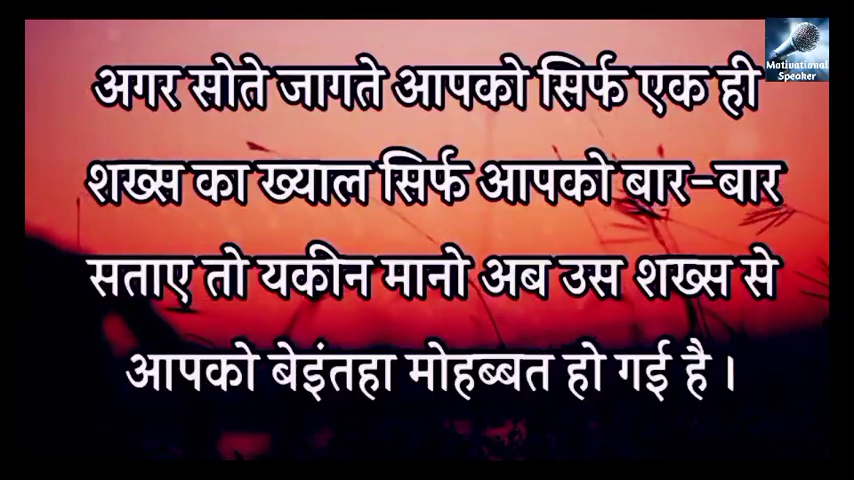 Motivational
Speaker
अगर सोते जागते आपको सिर्फ एक ही
शख्स का ख्याल सिर्फ आपको बार-बार
सताए तो यकीन मानो अब उस शख्स से
आपको बेइंतहा मोहब्बत हो गई है।